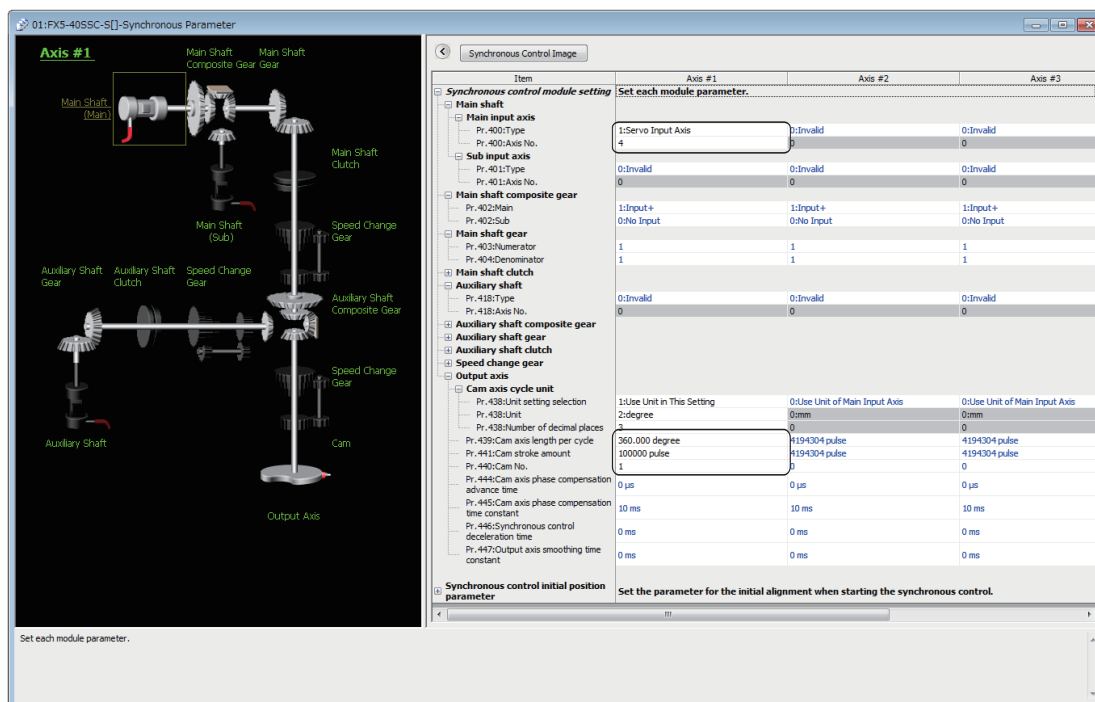 01:FX5-40SSC-S[]-Synchronous Parameter
Axis #1
Main Shaft Main Shaft
Composite Gear Gear
Main Shaft
(Main)
Main Shaft
Clutch
Main Shaft
(Sub)
Speed Change
Gear
Auxiliary Shaft Auxiliary Shaft Speed Change
Gear Clutch Gear
Auxiliary Shaft
Composite Gear
Speed Change
Gear
Auxiliary Shaft
Cam
Output Axis
Synchronous Control Image
Item Axis #1 Axis #2 Axis #3
Synchronous control module setting Set each module parameter.
Main shaft
Main input axis
Pr.400:Type 1:Servo Input Axis 0:Invalid 0:Invalid
Pr.400:Axis No. 4 0 0
Sub input axis
Pr.401:Type 0:Invalid 0:Invalid 0:Invalid
Pr.401:Axis No. 0 0 0
Main shaft composite gear
Pr.402:Main 1:Input+ 1:Input+ 1:Input+
Pr.402:Sub 0:No Input 0:No Input 0:No Input
Main shaft gear
Pr.403:Numerator 1 1 1
Pr.404:Denominator 1 1 1
Main shaft clutch
Auxiliary shaft
Pr.418:Type 0:Invalid 0:Invalid 0:Invalid
Pr.418:Axis No. 0 0 0
Auxiliary shaft composite gear
Auxiliary shaft gear
Auxiliary shaft clutch
Speed change gear
Output axis
Cam axis cycle unit
Pr.438:Unit setting selection 1:Use Unit in This Setting 0:Use Unit of Main Input Axis 0:Use Unit of Main Input Axis
Pr.438:Unit 2:degree 0:mm 0:mm
Pr.438:Number of decimal places 3 0 0
Pr.439:Cam axis length per cycle 360.000 degree 4194304 pulse 4194304 pulse
Pr.441:Cam stroke amount 100000 pulse 4194304 pulse 4194304 pulse
Pr.440:Cam No. 1 0 0
Pr.444:Cam axis phase compensation
advance time 0 µs 0 µs 0 µs
Pr.445:Cam axis phase compensation
time constant 10 ms 10 ms 10 ms
Pr.446:Synchronous control
deceleration time 0 ms 0 ms 0 ms
Pr.447:Output axis smoothing time
constant 0 ms 0 ms 0 ms
Synchronous control initial position
parameter Set the parameter for the initial alignment when starting the synchronous control.
Set each module parameter.